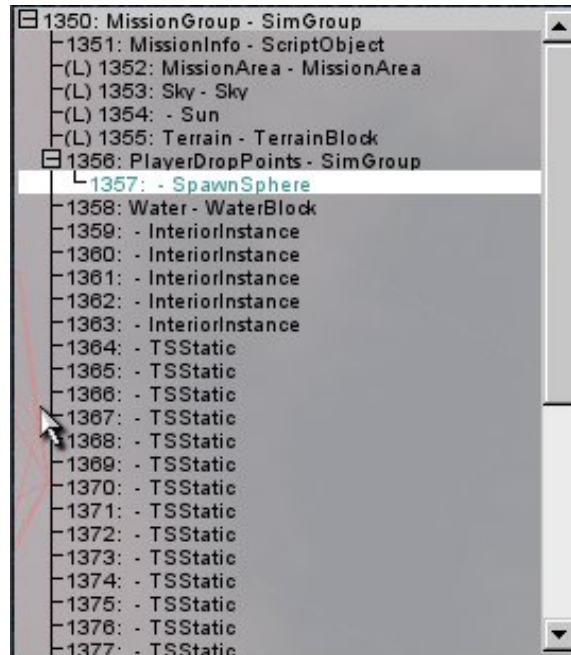 1350: MissionGroup - SimGroup
1351: MissionInfo - ScriptObject
(L) 1352: MissionArea - MissionArea
(L) 1353: Sky - Sky
(L) 1354: - Sun
(L) 1355: Terrain - TerrainBlock
1356: PlayerDropPoints - SimGroup
1357: - SpawnSphere
1358: Water - WaterBlock
1359: - InteriorInstance
1360: - InteriorInstance
1361: - InteriorInstance
1362: - InteriorInstance
1363: - InteriorInstance
1364: - TSStatic
1365: - TSStatic
1366: - TSStatic
1367: - TSStatic
1368: - TSStatic
1369: - TSStatic
1370: - TSStatic
1371: - TSStatic
1372: - TSStatic
1373: - TSStatic
1374: - TSStatic
1375: - TSStatic
1376: - TSStatic
1377: - TSStatic